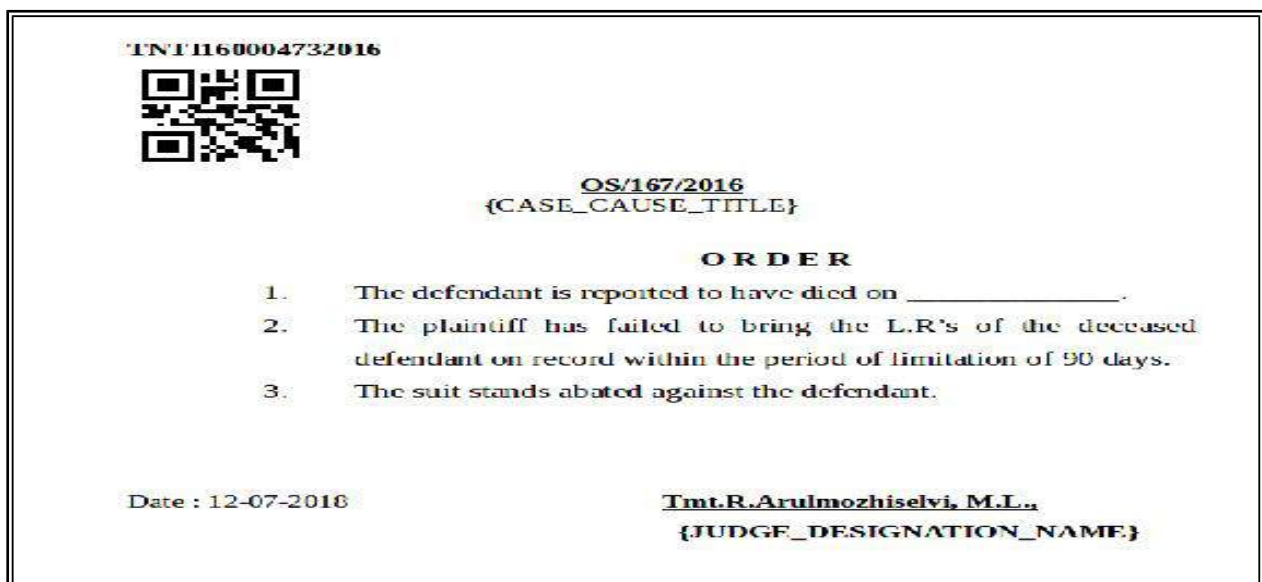 TNTI160004732016
OS/167/2016
{CASE_CAUSE_TITLE}
O R D E R
1. The defendant is reported to have died on _______________.
2. The plaintiff has failed to bring the L.R's of the deceased
defendant on record within the period of limitation of 90 days.
3. The suit stands abated against the defendant.
Date : 12-07-2018 Tmt.R.Arulmozhiselvi, M.L.,
{JUDGE_DESIGNATION_NAME}